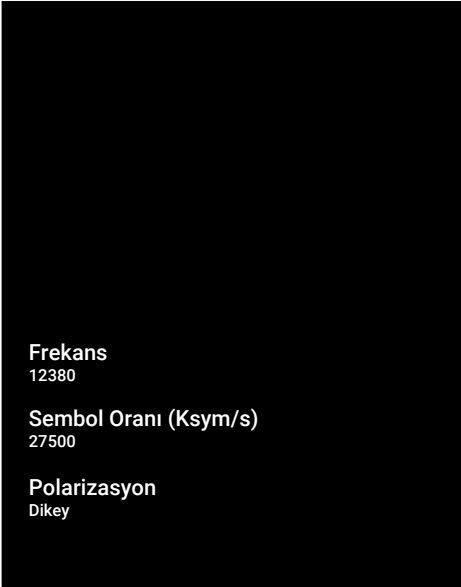 Frekans
12380
Sembol Oranı (Ksym/s)
27500
Polarizasyon
Dikey